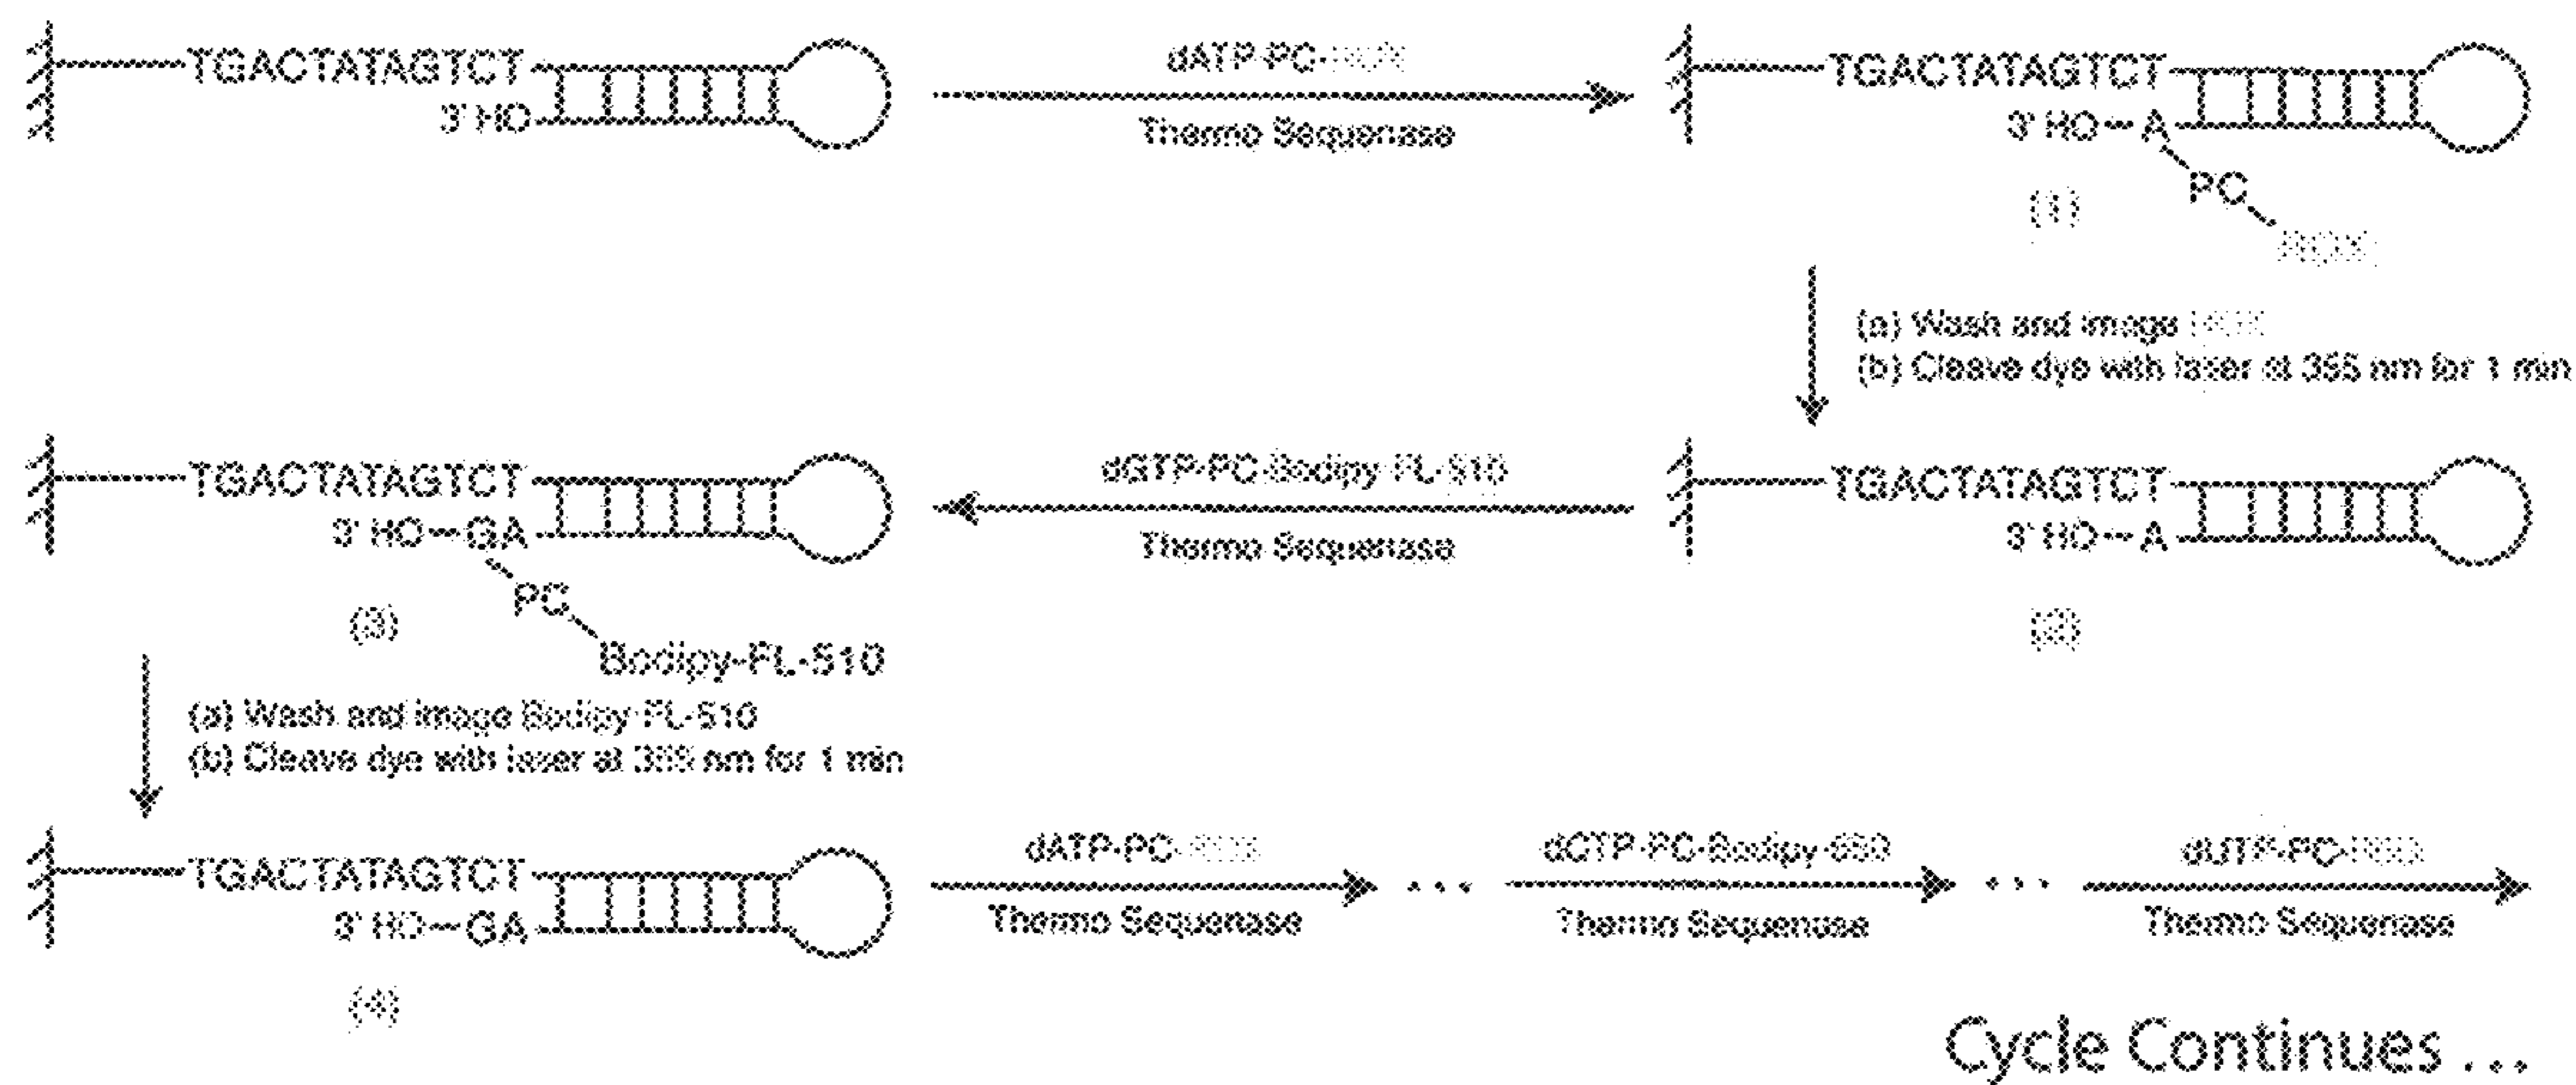 TGACTATAGTCT
3' HO
dATP-PC-
Thermo Sequenase
TGACTATAGTCT
3' HO-A
PC
ROX
(1)
(a) Wash and image
(b) Cleave dye with laser at 355 nm for 1 min
TGACTATAGTCT
3' HO-GA
PC
Bodipy-FL-510
(3)
dGTP-PC-Bodipy-FL-510
Thermo Sequenase
TGACTATAGTCT
3' HO-A
(2)
(a) Wash and image Bodipy-FL-510
(b) Cleave dye with laser at 355 nm for 1 min
TGACTATAGTCT
3' HO-GA
(4)
dATP-PC-
Thermo Sequenase
...
dCTP-PC-Bodipy-650
Thermo Sequenase
...
dUTP-PC-
Thermo Sequenase
Cycle Continues ...